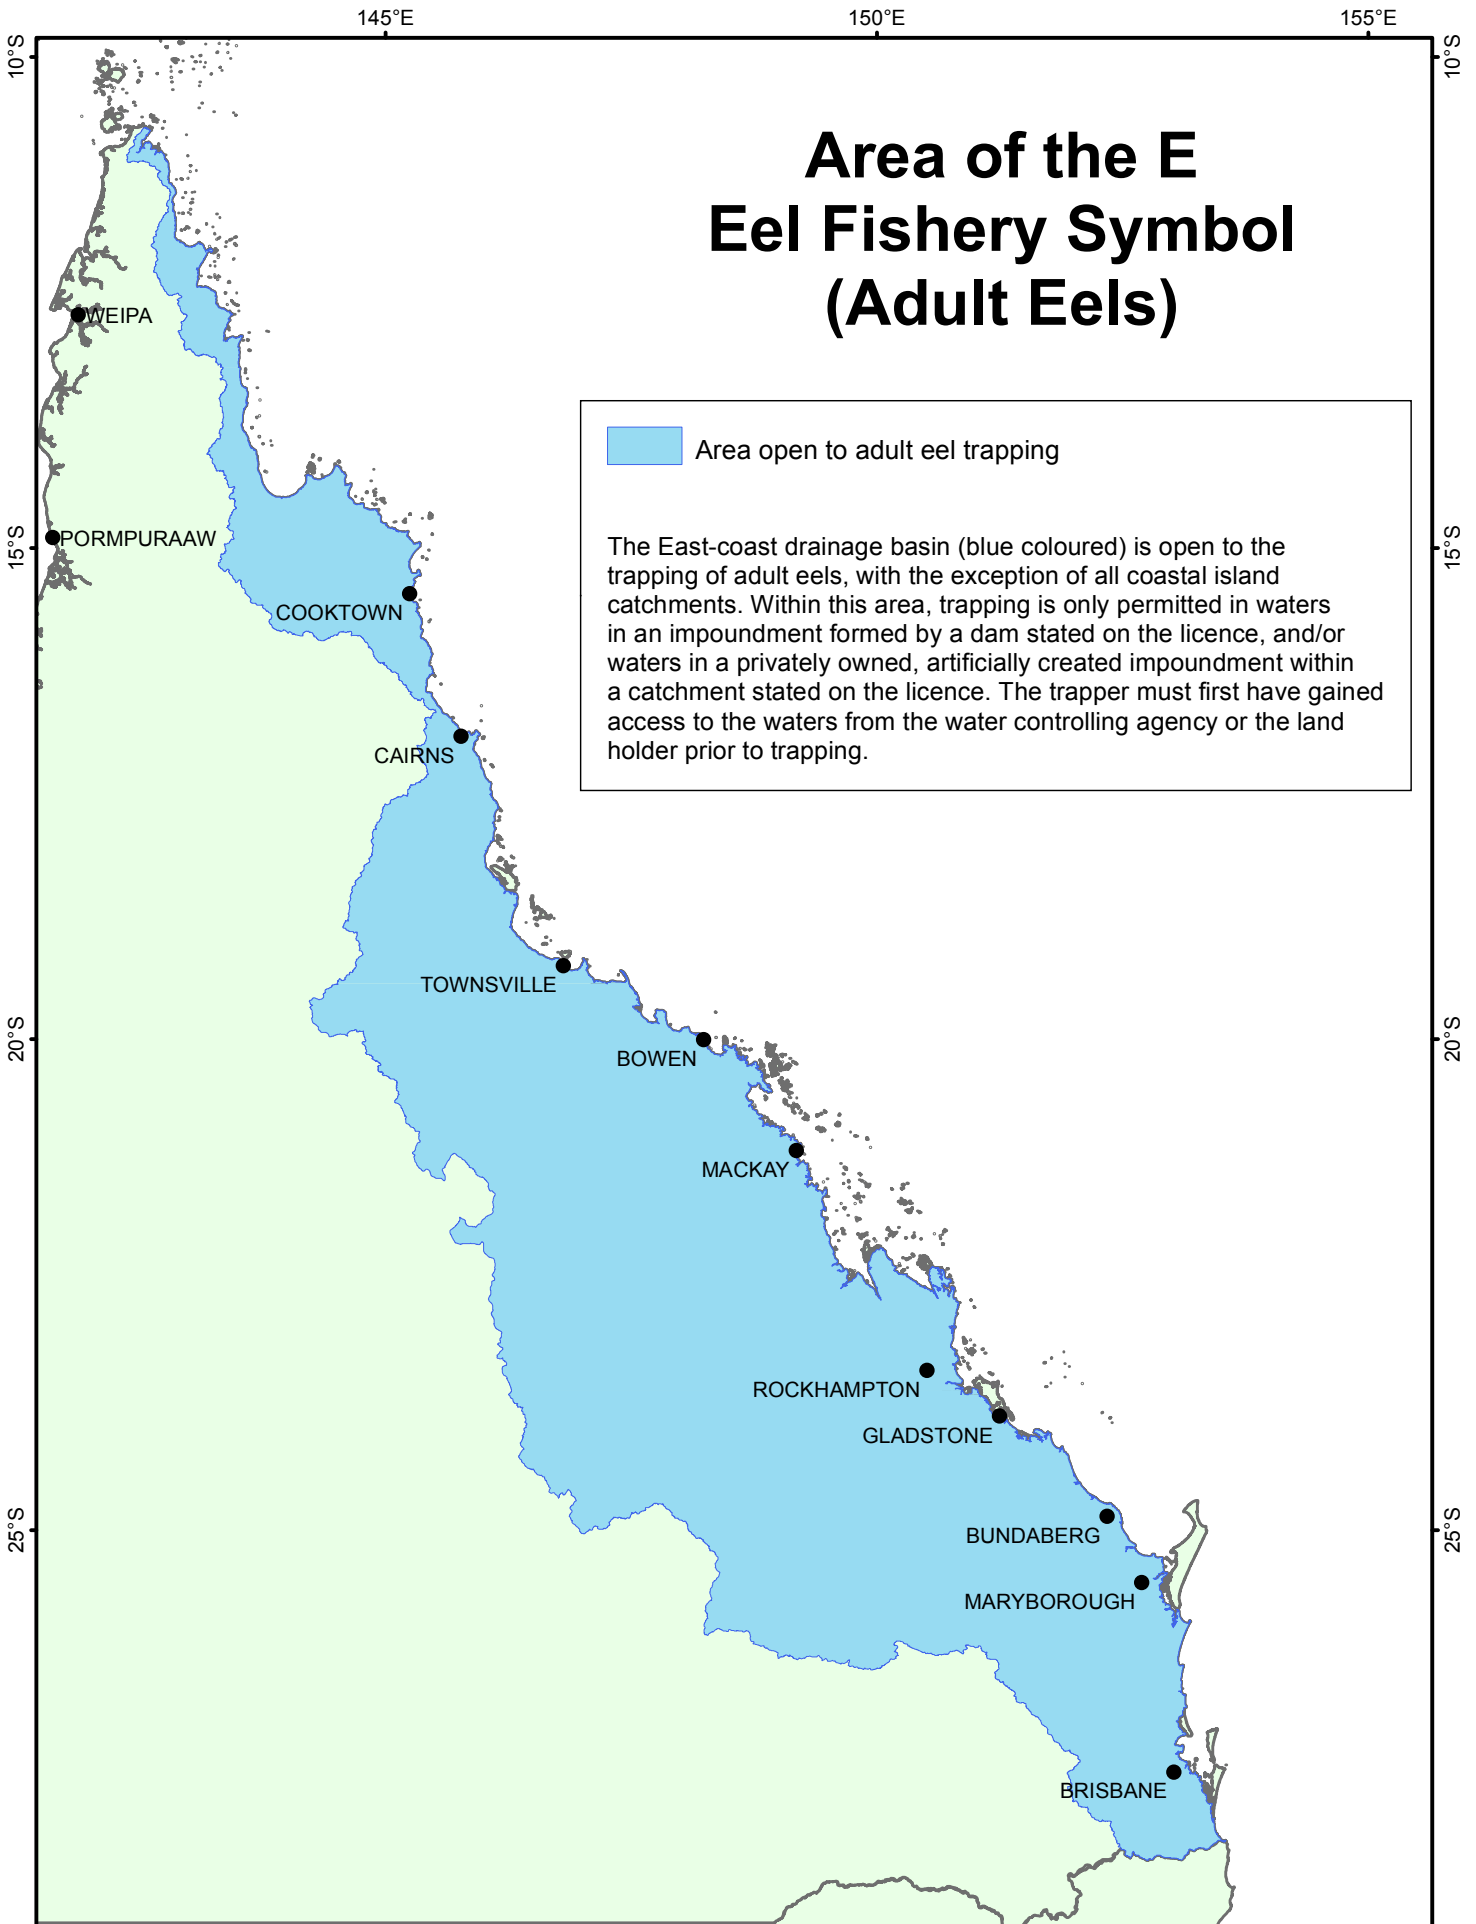 145°E
150°E
155°E
10°S
10°S
Area of the E
Eel Fishery Symbol
(Adult Eels)
WEIPA
Area open to adult eel trapping
PORMPURAAW
15°S
15°S
The East-coast drainage basin (blue coloured) is open to the
trapping of adult eels, with the exception of all coastal island
catchments. Within this area, trapping is only permitted in waters
in an impoundment formed by a dam stated on the licence, and/or
waters in a privately owned, artificially created impoundment within
a catchment stated on the licence. The trapper must first have gained
access to the waters from the water controlling agency or the land
holder prior to trapping.
COOKTOWN
CAIRNS
TOWNSVILLE
20°S
20°S
BOWEN
MACKAY
ROCKHAMPTON
GLADSTONE
25°S
25°S
BUNDABERG
MARYBOROUGH
BRISBANE